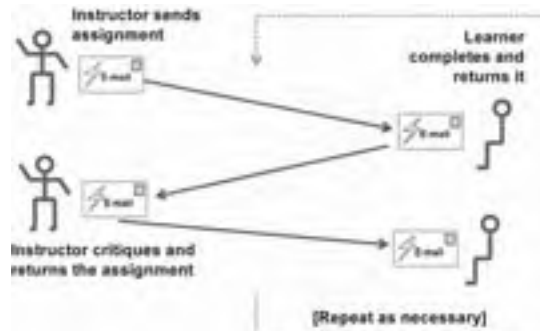 Instructor sends
assignment
E-mail
Learner
completes and
returns it
E-mail
E-mail
Instructor critiques and
returns the assignment
E-mail
[Repeat as necessary]